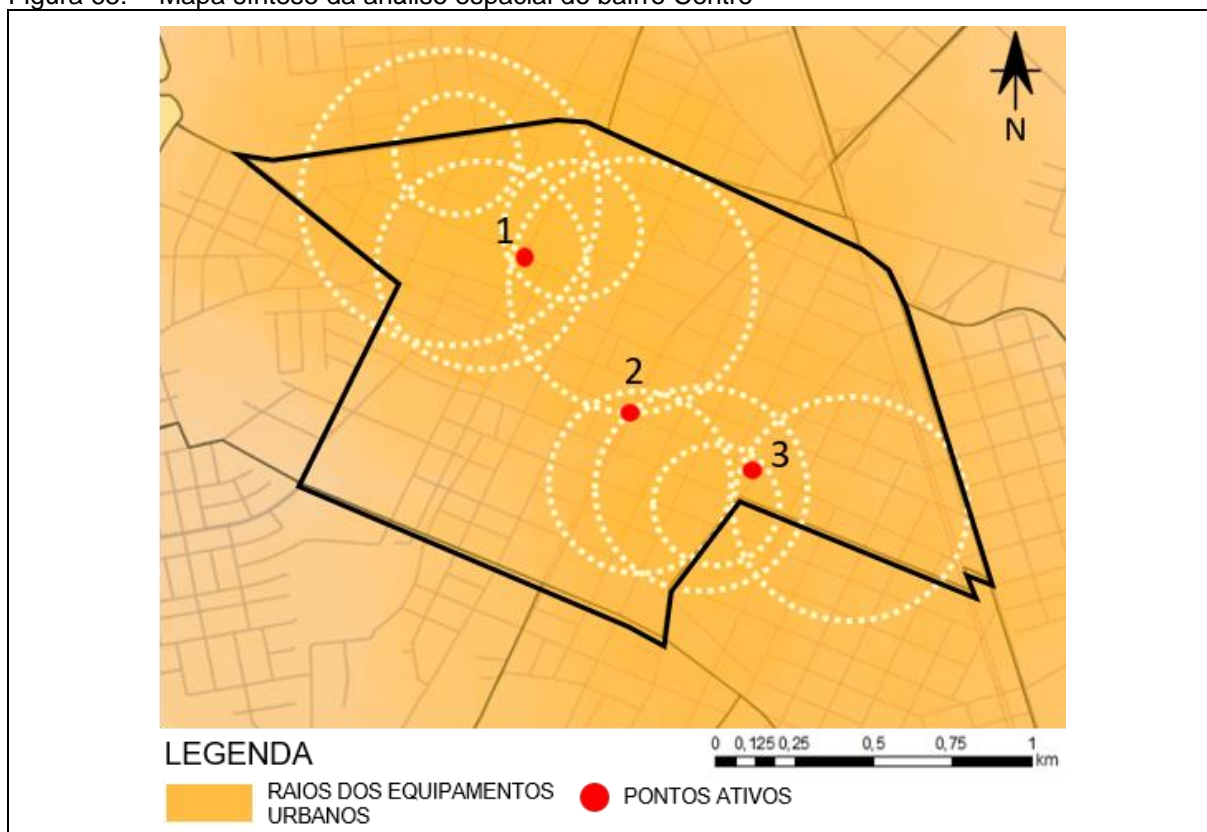 N
1
2
3
LEGENDA
0 0,125 0,25 0,5 0,75 1
km
RAIOS DOS EQUIPAMENTOS
URBANOS
PONTOS ATIVOS